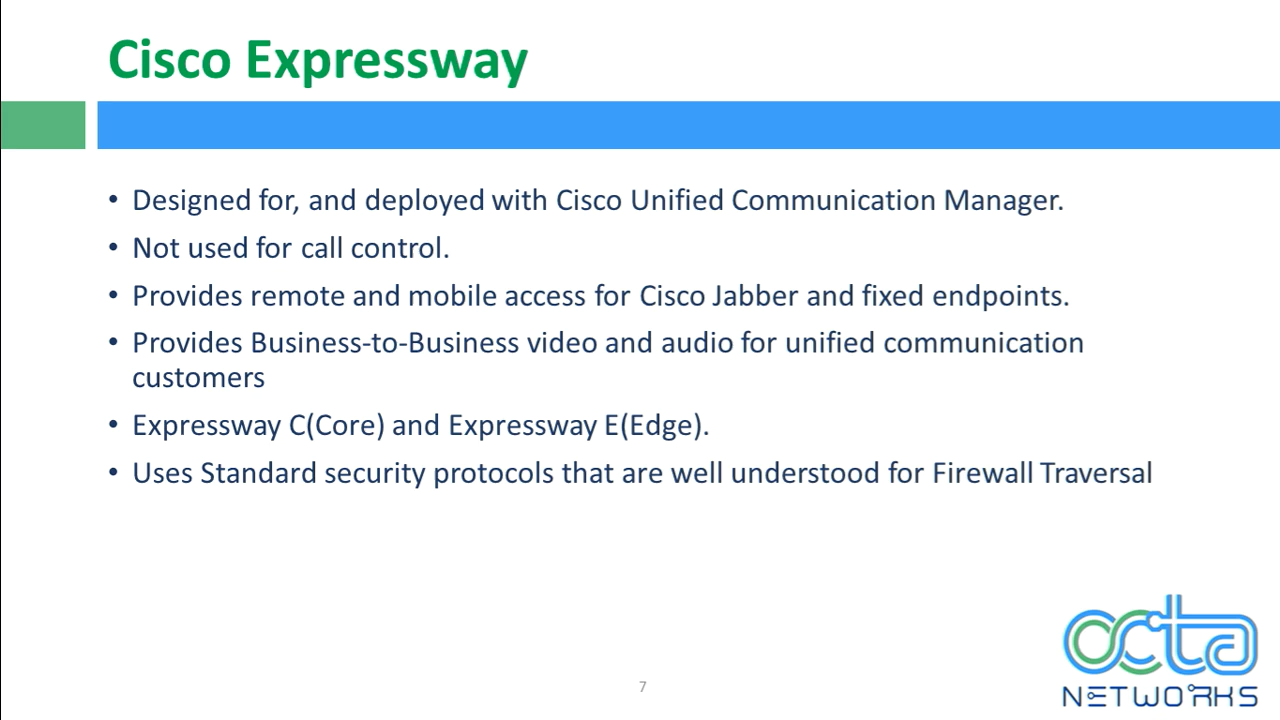 Cisco Expressway
• Designed for, and deployed with Cisco Unified Communication Manager.
• Not used for call control.
• Provides remote and mobile access for Cisco Jabber and fixed endpoints.
• Provides Business-to-Business video and audio for unified communication
customers
• Expressway C(Core) and Expressway E(Edge).
• Uses Standard security protocols that are well understood for Firewall Traversal
octa
NETWORKS
7